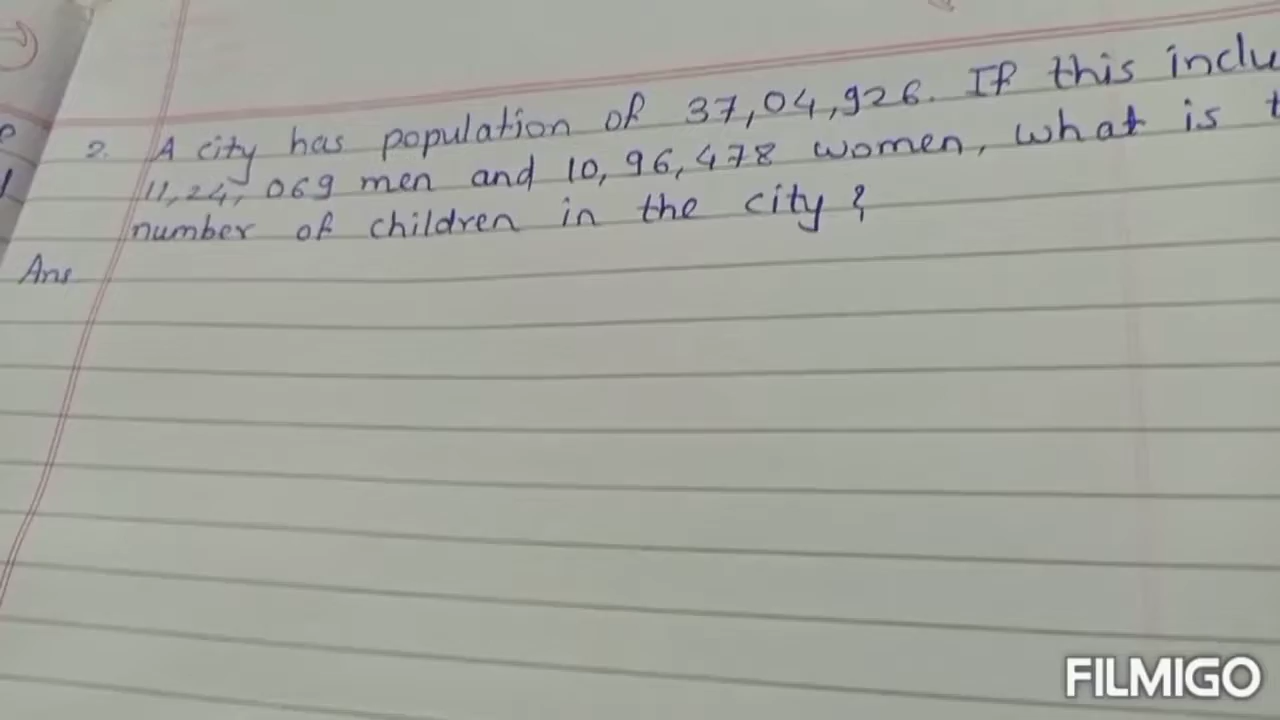 2. A city has population of 37,04,926. If this inclu
11,24,069 men and 10,96,478 women, what is t
number of children in the city?
Ans
FILMIGO